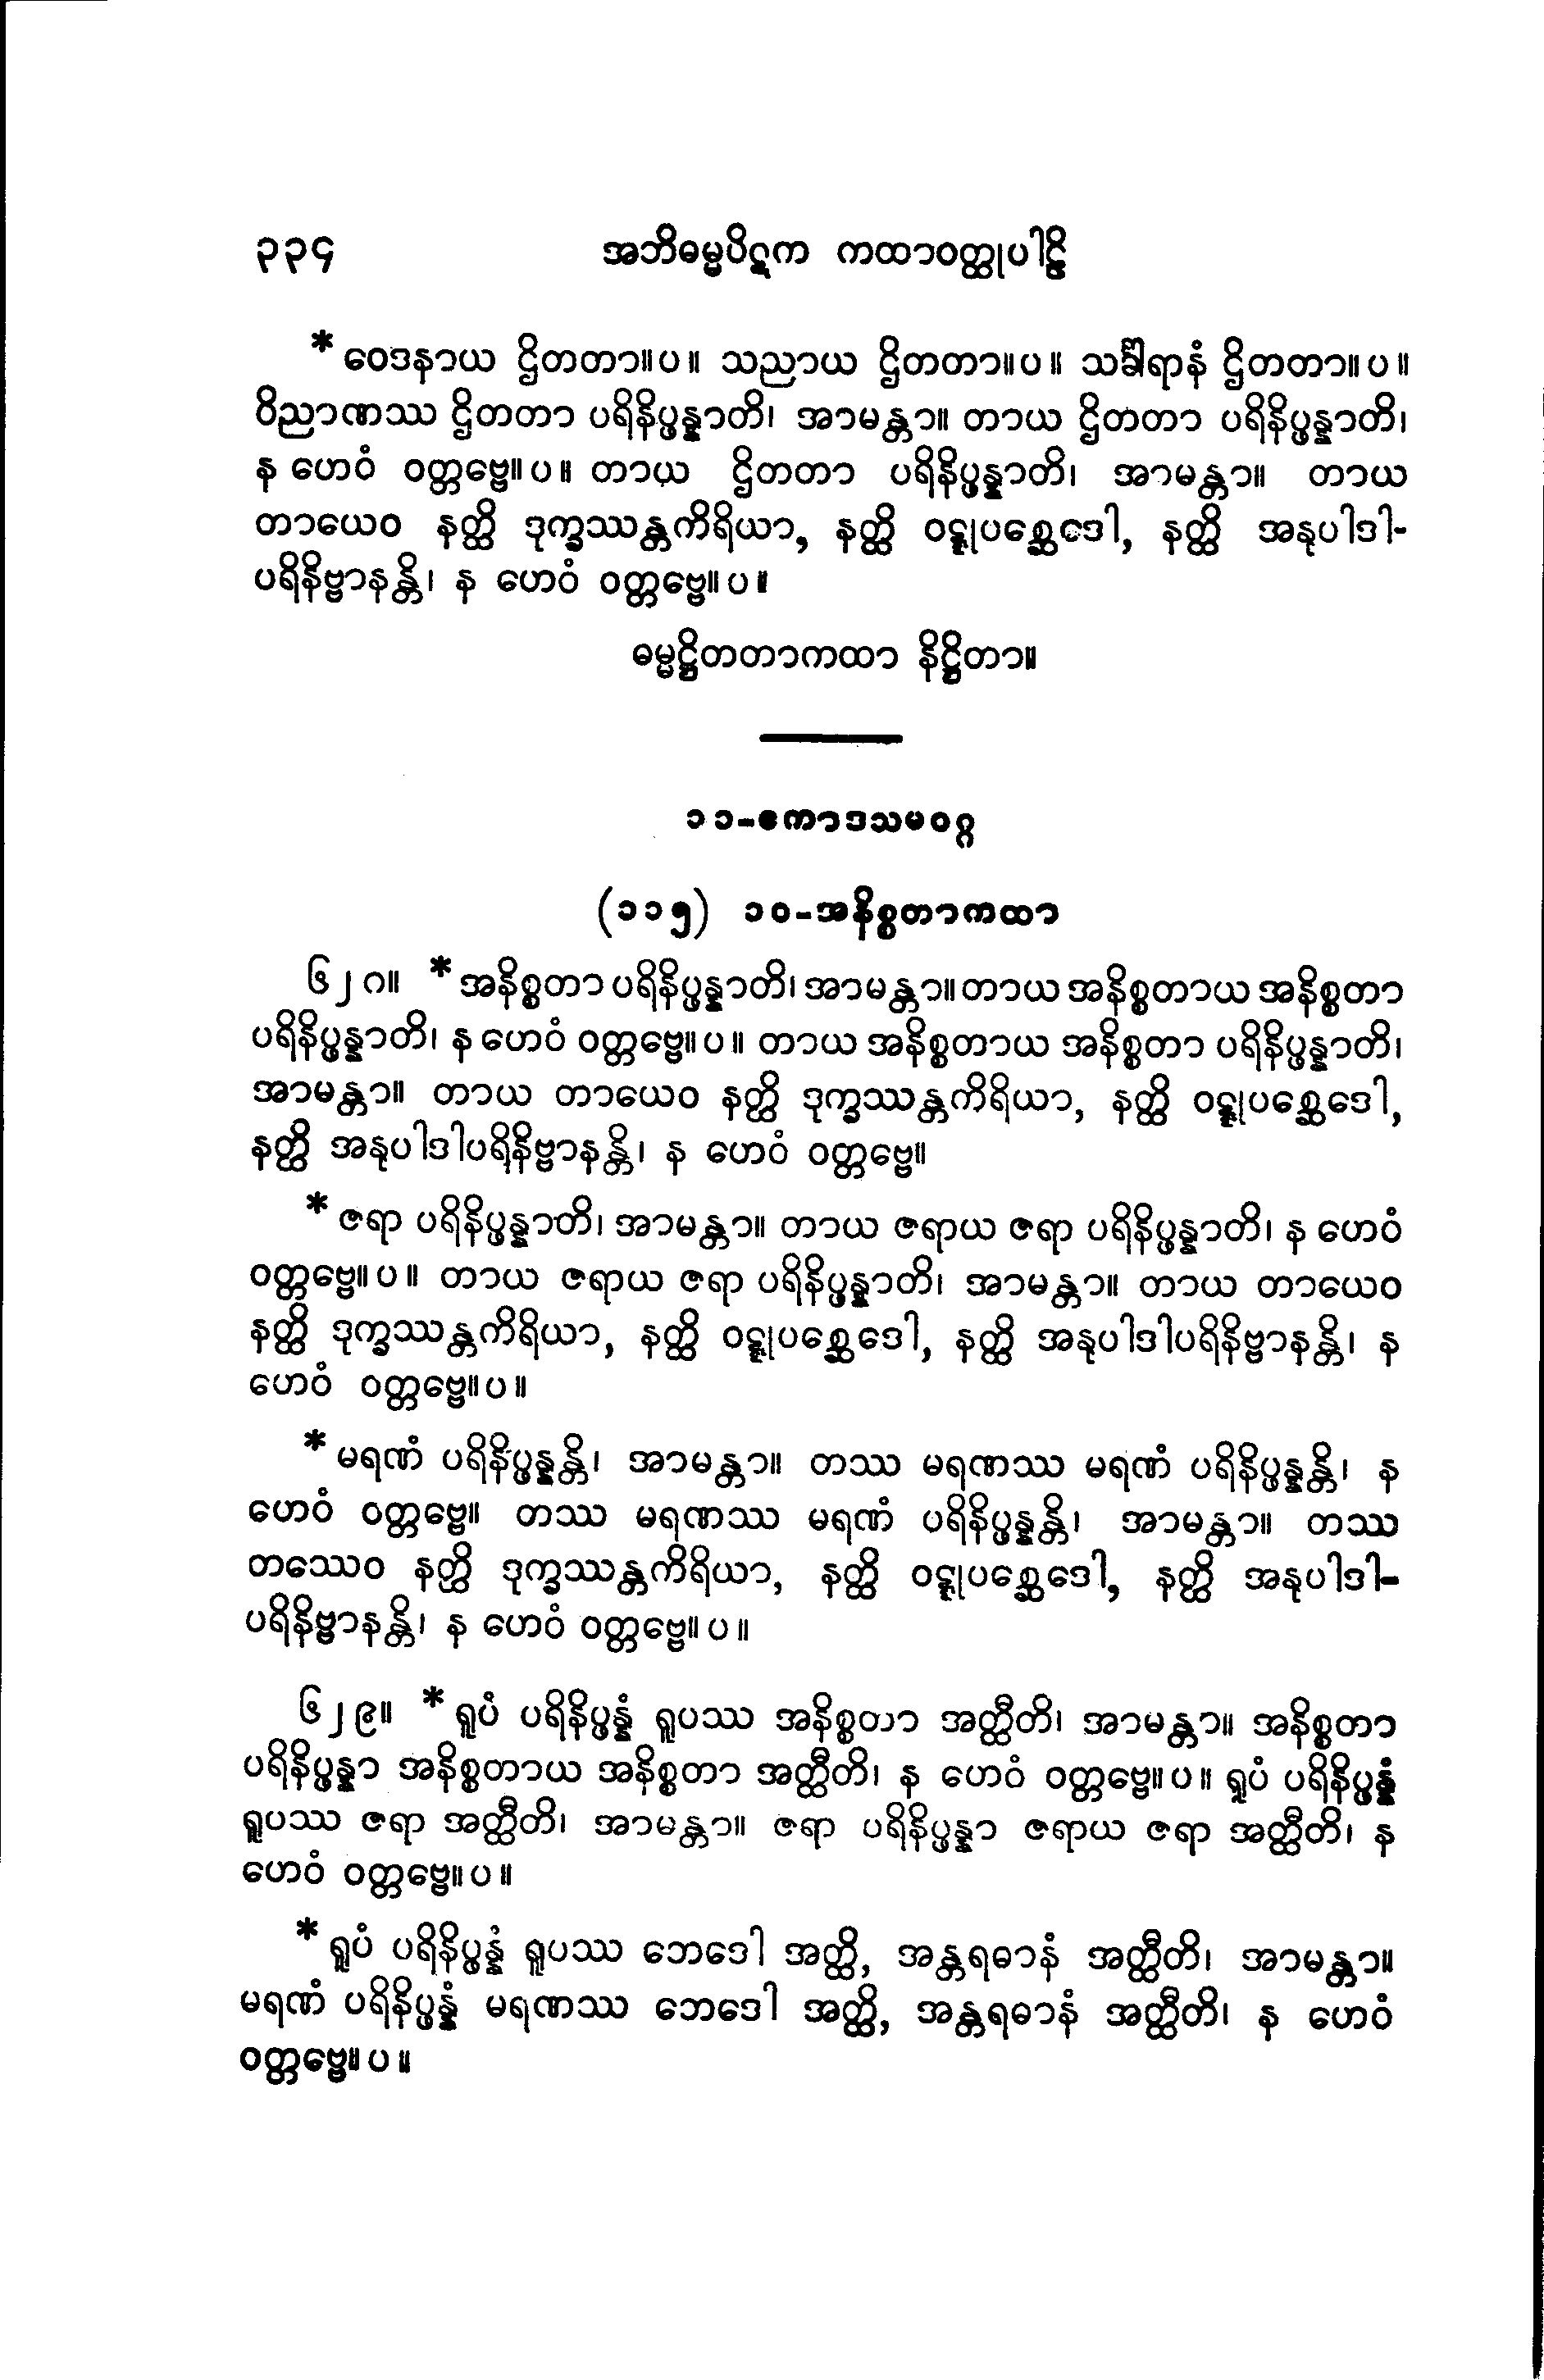 ၃၃၄ အဘိဓမ္မပိဋက ကထာဝတ္ထုပါဠိ
*ဝေဒနာယ ဌိတတာ။ပ။ သညာယ ဌိတတာ။ပ။ သင်္ခါရာနံ ဌိတတာ။ပ။
ဝိညာဏဿ ဌိတတာ ပရိနိပ္ဖန္နာတိ၊ အာမန္တာ။ တာယ ဌိတတာ ပရိနိပ္ဖန္နာတိ၊
န ဟေဝံ ဝတ္တဗ္ဗေ။ပ။ တာယ ဌိတတာ ပရိနိပ္ဖန္နာတိ၊ အာမန္တာ။ တာယ
တာယေဝ နတ္ထိ ဒုက္ခဿန္တကိရိယာ, နတ္ထိ ဝဋ္ဋုပစ္ဆေဒေါ, နတ္ထိ အနုပါဒါ-
ပရိနိဗ္ဗာနန္တိ၊ န ဟေဝံ ဝတ္တဗ္ဗေ။ပ။
ဓမ္မဋ္ဌိတတာကထာ နိဋ္ဌိတာ။
၁၁-ဧကာဒသမဝဂ္ဂ
(၁၁၅) ၁၀-အနိစ္စတာကထာ
၆၂၈။ *အနိစ္စတာ ပရိနိပ္ဖန္နာတိ၊ အာမန္တာ။ တာယ အနိစ္စတာယ အနိစ္စတာ
ပရိနိပ္ဖန္နာတိ၊ န ဟေဝံ ဝတ္တဗ္ဗေ။ပ။ တာယ အနိစ္စတာယ အနိစ္စတာ ပရိနိပ္ဖန္နာတိ၊
အာမန္တာ။ တာယ တာယေဝ နတ္ထိ ဒုက္ခဿန္တကိရိယာ, နတ္ထိ ဝဋ္ဋုပစ္ဆေဒေါ,
နတ္ထိ အနုပါဒါပရိနိဗ္ဗာနန္တိ၊ န ဟေဝံ ဝတ္တဗ္ဗေ။
*ဇရာ ပရိနိပ္ဖန္နာတိ၊ အာမန္တာ။ တာယ ဇရာယ ဇရာ ပရိနိပ္ဖန္နာတိ၊ န ဟေဝံ
ဝတ္တဗ္ဗေ။ပ။ တာယ ဇရာယ ဇရာ ပရိနိပ္ဖန္နာတိ၊ အာမန္တာ။ တာယ တာယေဝ
နတ္ထိ ဒုက္ခဿန္တကိရိယာ, နတ္ထိ ဝဋ္ဋုပစ္ဆေဒေါ, နတ္ထိ အနုပါဒါပရိနိဗ္ဗာနန္တိ၊ န
ဟေဝံ ဝတ္တဗ္ဗေ။ပ။
*မရဏံ ပရိနိပ္ဖန္နန္တိ၊ အာမန္တာ။ တဿ မရဏဿ မရဏံ ပရိနိပ္ဖန္နန္တိ၊ န
ဟေဝံ ဝတ္တဗ္ဗေ။ တဿ မရဏဿ မရဏံ ပရိနိပ္ဖန္နန္တိ၊ အာမန္တာ။ တဿ
တဿေဝ နတ္ထိ ဒုက္ခဿန္တကိရိယာ, နတ္ထိ ဝဋ္ဋုပစ္ဆေဒေါ, နတ္ထိ အနုပါဒါ-
ပရိနိဗ္ဗာနန္တိ၊ န ဟေဝံ ဝတ္တဗ္ဗေ။ပ။
၆၂၉။ *ရူပံ ပရိနိပ္ဖန္နံ ရူပဿ အနိစ္စတာ အတ္ထီတိ၊ အာမန္တာ။ အနိစ္စတာ
ပရိနိပ္ဖန္နာ အနိစ္စတာယ အနိစ္စတာ အတ္ထီတိ၊ န ဟေဝံ ဝတ္တဗ္ဗေ။ပ။ ရူပံ ပရိနိပ္ဖန္နံ
ရူပဿ ဇရာ အတ္ထီတိ၊ အာမန္တာ။ ဇရာ ပရိနိပ္ဖန္နာ ဇရာယ ဇရာ အတ္ထီတိ၊ န
ဟေဝံ ဝတ္တဗ္ဗေ။ပ။
*ရူပံ ပရိနိပ္ဖန္နံ ရူပဿ ဘေဒေါ အတ္ထိ, အန္တရဓာနံ အတ္ထီတိ၊ အာမန္တာ။
မရဏံ ပရိနိပ္ဖန္နံ မရဏဿ ဘေဒေါ အတ္ထိ, အန္တရဓာနံ အတ္ထီတိ၊ န ဟေဝံ
ဝတ္တဗ္ဗေ။ပ။